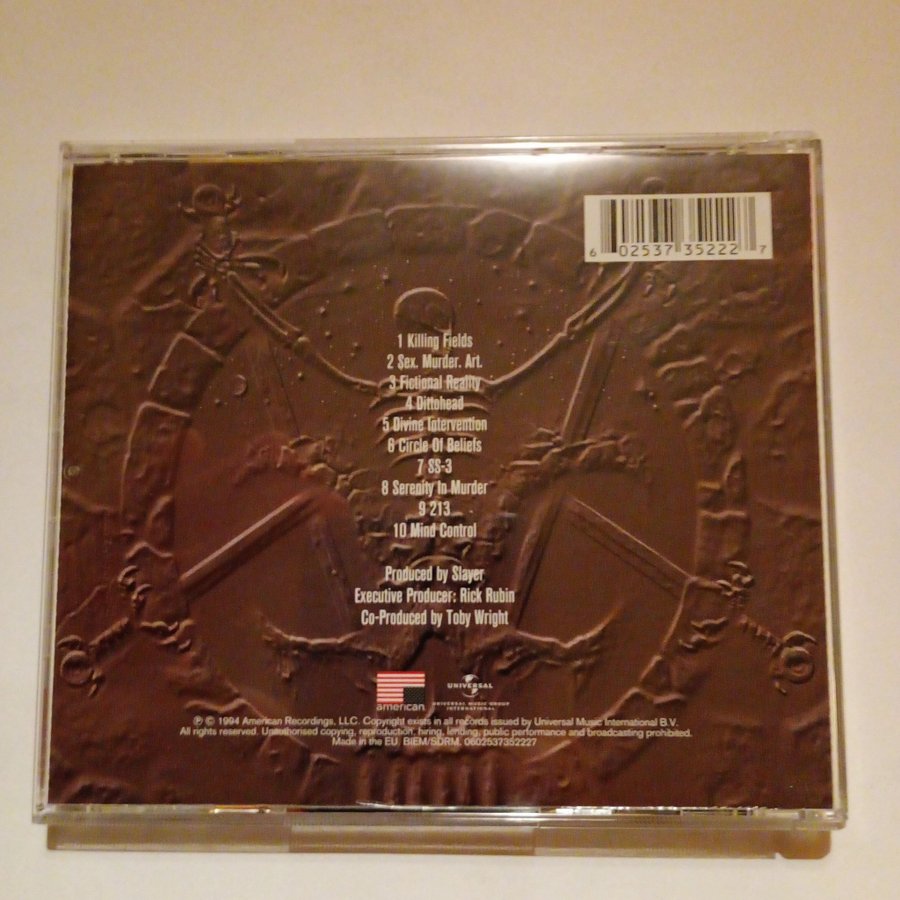 6 02537 35222 7
1 Killing Fields
2 Sex. Murder. Art.
3 Fictional Reality
4 Dittohead
5 Divine Intervention
6 Circle Of Beliefs
7 SS-3
8 Serenity In Murder
9 213
10 Mind Control
Produced by Slayer
Executive Producer: Rick Rubin
Co-Produced by Toby Wright
american
UNIVERSAL
UNIVERSAL MUSIC GROUP
INTERNATIONAL
℗ © 1994 American Recordings, LLC. Copyright exists in all records issued by Universal Music International B.V.
All rights reserved. Unauthorised copying, reproduction, hiring, lending, public performance and broadcasting prohibited.
Made in the EU. BIEM/SDRM. 0602537352227